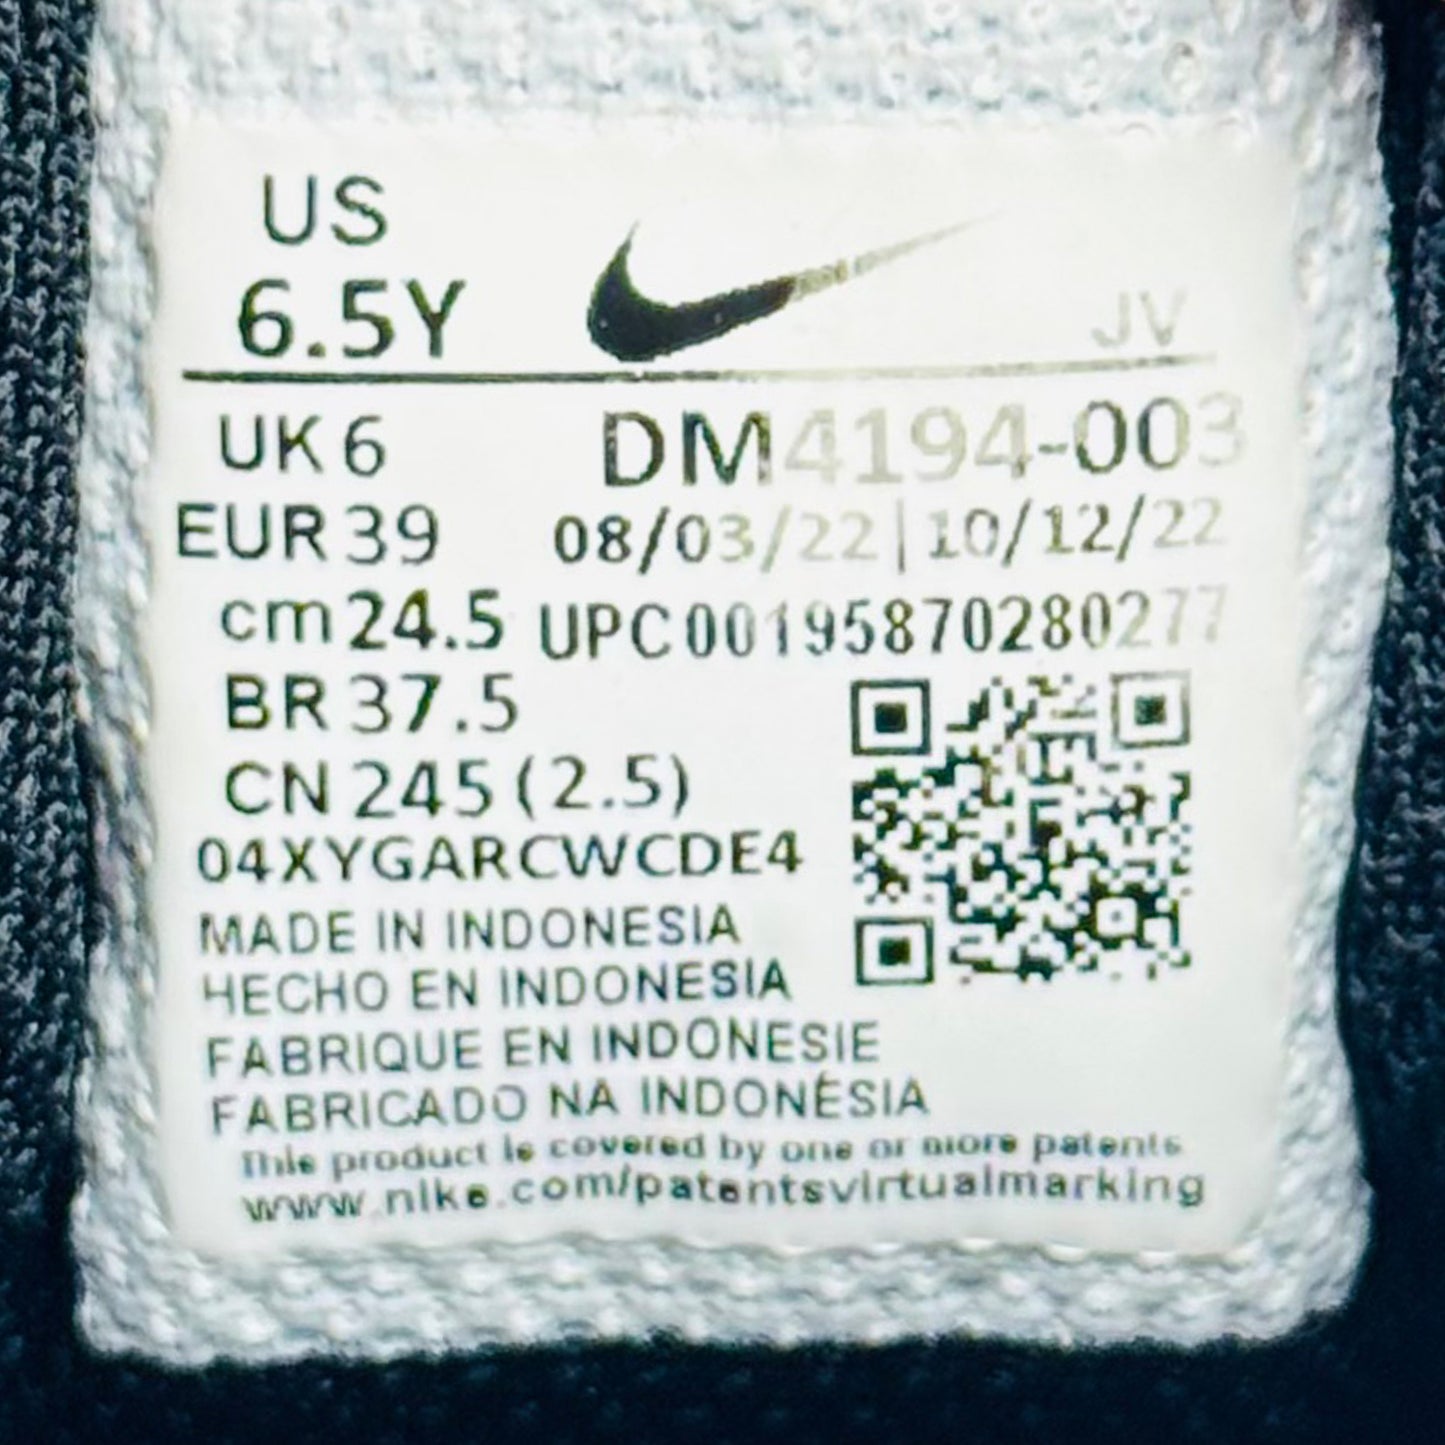 US
6.5Y
JV
UK 6
DM4194-003
EUR 39
08/03/22 | 10/12/22
cm 24.5
UPC00195870280277
BR 37.5
CN 245 (2.5)
04XYGARCWCDE4
MADE IN INDONESIA
HECHO EN INDONESIA
FABRIQUE EN INDONESIE
FABRICADO NA INDONÉSIA
This product is covered by one or more patents
www.nike.com/patentsvirtualmarking